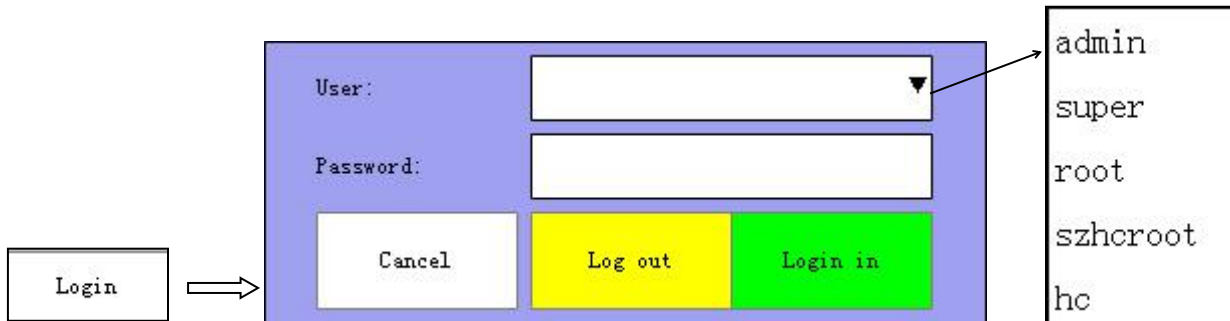 Login
User:
Password:
Cancel
Log out
Login in
admin
super
root
szhcroot
hc